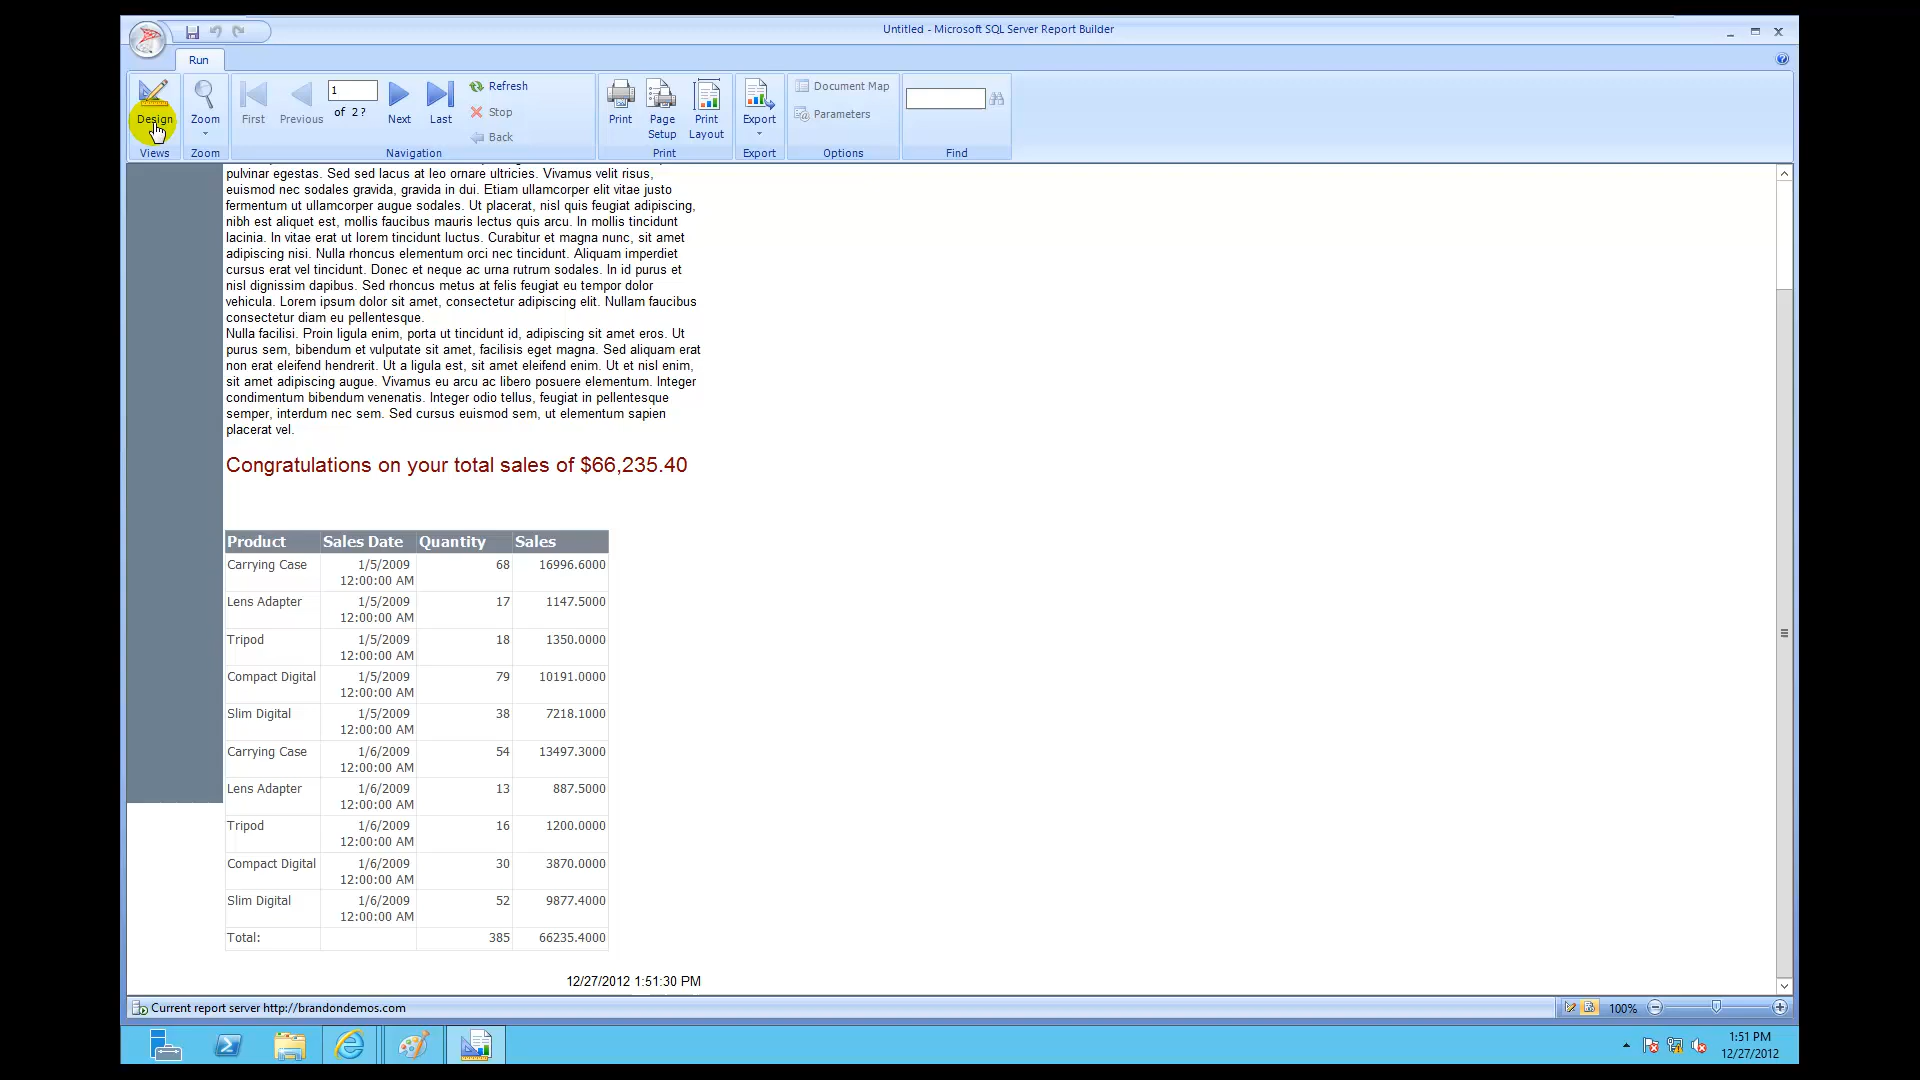 Untitled - Microsoft SQL Server Report Builder
Run
Design
Zoom
First
Previous
1
of 2 ?
Next
Last
Refresh
Stop
Back
Print
Page Setup
Print Layout
Export
Document Map
Parameters
Views
Zoom
Navigation
Print
Export
Options
Find
pulvinar egestas. Sed sed lacus at leo ornare ultricies. Vivamus velit risus,
euismod nec sodales gravida, gravida in dui. Etiam ullamcorper elit vitae justo
fermentum ut ullamcorper augue sodales. Ut placerat, nisl quis feugiat adipiscing,
nibh est aliquet est, mollis faucibus mauris lectus quis arcu. In mollis tincidunt
lacinia. In vitae erat ut lorem tincidunt luctus. Curabitur et magna nunc, sit amet
adipiscing nisi. Nulla rhoncus elementum orci nec tincidunt. Aliquam imperdiet
cursus erat vel tincidunt. Donec et neque ac urna rutrum sodales. In id purus et
nisl dignissim dapibus. Sed rhoncus metus at felis feugiat eu tempor dolor
vehicula. Lorem ipsum dolor sit amet, consectetur adipiscing elit. Nullam faucibus
consectetur diam eu pellentesque.
Nulla facilisi. Proin ligula enim, porta ut tincidunt id, adipiscing sit amet eros. Ut
purus sem, bibendum et vulputate sit amet, facilisis eget magna. Sed aliquam erat
non erat eleifend hendrerit. Ut a ligula est, sit amet eleifend enim. Ut et nisl enim,
sit amet adipiscing augue. Vivamus eu arcu ac libero posuere elementum. Integer
condimentum bibendum venenatis. Integer odio tellus, feugiat in pellentesque
semper, interdum nec sem. Sed cursus euismod sem, ut elementum sapien
placerat vel.
Congratulations on your total sales of $66,235.40
Product Sales Date Quantity Sales
Carrying Case 1/5/2009 68 16996.6000
12:00:00 AM
Lens Adapter 1/5/2009 17 1147.5000
12:00:00 AM
Tripod 1/5/2009 18 1350.0000
12:00:00 AM
Compact Digital 1/5/2009 79 10191.0000
12:00:00 AM
Slim Digital 1/5/2009 38 7218.1000
12:00:00 AM
Carrying Case 1/6/2009 54 13497.3000
12:00:00 AM
Lens Adapter 1/6/2009 13 887.5000
12:00:00 AM
Tripod 1/6/2009 16 1200.0000
12:00:00 AM
Compact Digital 1/6/2009 30 3870.0000
12:00:00 AM
Slim Digital 1/6/2009 52 9877.4000
12:00:00 AM
Total: 385 66235.4000
12/27/2012 1:51:30 PM
Current report server http://brandondemos.com
100%
1:51 PM
12/27/2012